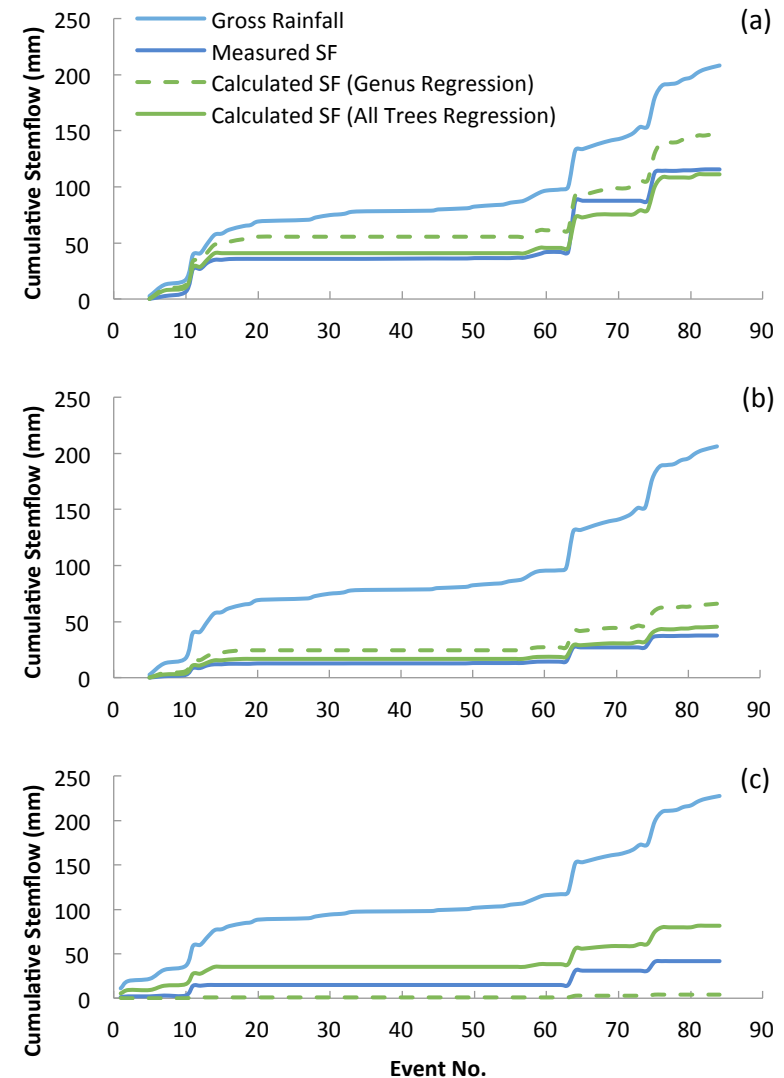 250
200
150
100
50
0
Cumulative Stemflow (mm)
Gross Rainfall
Measured SF
Calculated SF (Genus Regression)
Calculated SF (All Trees Regression)
(a)
0 10 20 30 40 50 60 70 80 90
250
200
150
100
50
0
Cumulative Stemflow (mm)
(b)
0 10 20 30 40 50 60 70 80 90
250
200
150
100
50
0
Cumulative Stemflow (mm)
(c)
0 10 20 30 40 50 60 70 80 90
Event No.